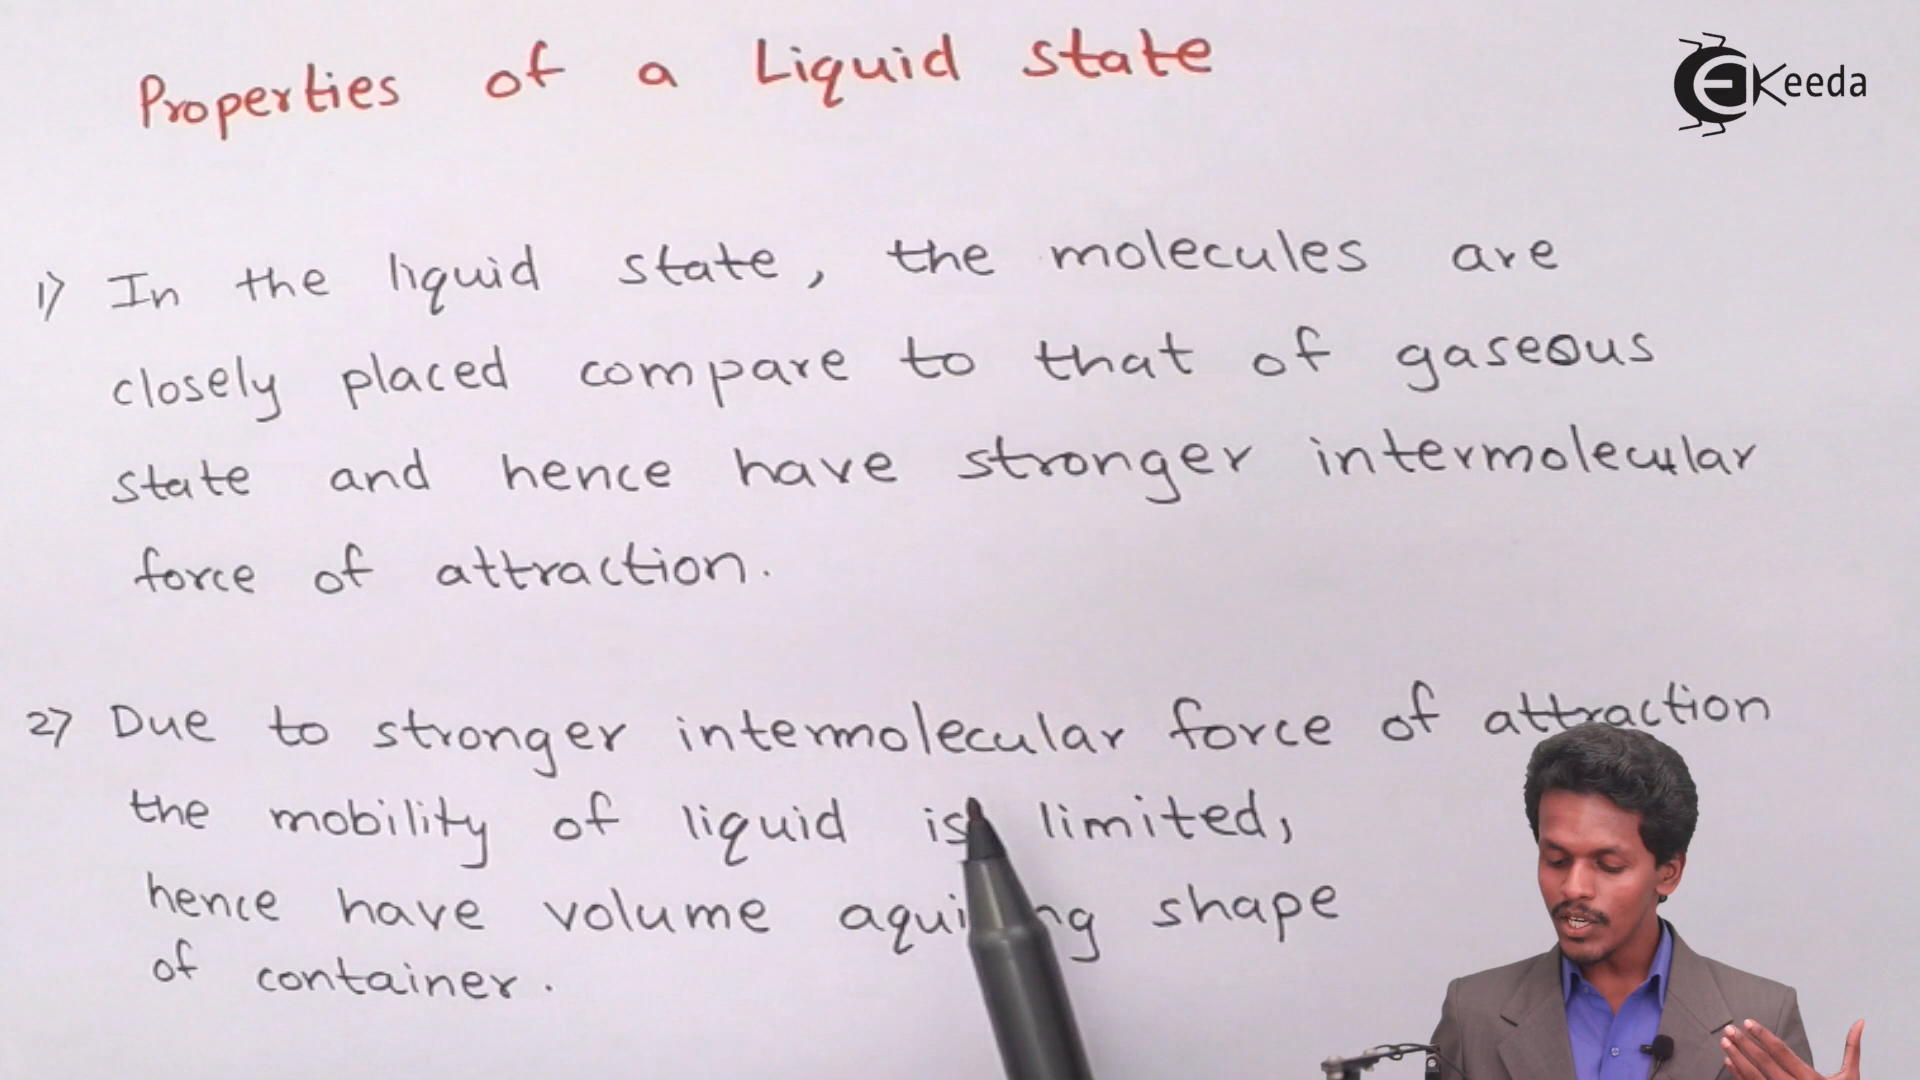 Properties of a Liquid state
Keeda
1) In the liquid state, the molecules are
closely placed compare to that of gaseous
state and hence have stronger intermolecular
force of attraction.
2) Due to stronger intermolecular force of attraction
the mobility of liquid is limited,
hence have volume shape
of container.